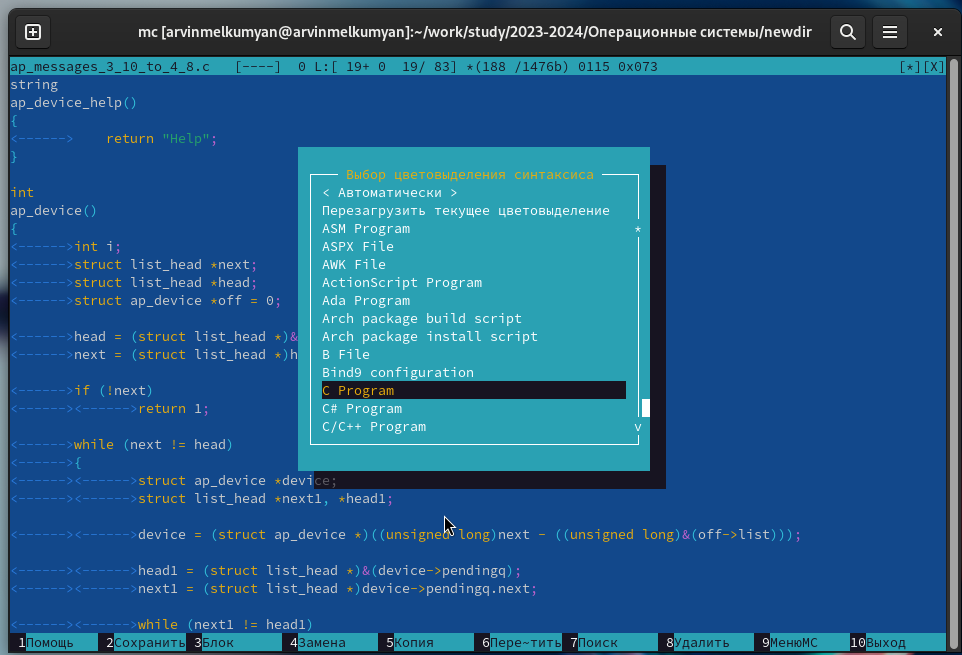 mc [arvinmelkumyan@arvinmelkumyan]:~/work/study/2023-2024/Операционные системы/newdir
ap_messages_3_10_to_4_8.c   [----]  0 L:[ 19+ 0  19/ 83] *(188 /1476b) 0115 0x073   [*][X]
string
ap_device_help()
{
<------>    return "Help";
}
int
ap_device()
{
<------>int i;
<------>struct list_head *next;
<------>struct list_head *head;
<------>struct ap_device *off = 0;
<------>head = (struct list_head *)&
<------>next = (struct list_head *)h
<------>if (!next)
<------><------>return 1;
<------>while (next != head)
<------>{
<------><------>struct ap_device *device;
<------><------>struct list_head *next1, *head1;
<------><------>device = (struct ap_device *)((unsigned long)next - ((unsigned long)&(off->list)));
<------><------>head1 = (struct list_head *)&(device->pendingq);
<------><------>next1 = (struct list_head *)device->pendingq.next;
<------><------>while (next1 != head1)
Выбор цветовыделения синтаксиса
< Автоматически >
Перезагрузить текущее цветовыделение
ASM Program
ASPX File
AWK File
ActionScript Program
Ada Program
Arch package build script
Arch package install script
B File
Bind9 configuration
C Program
C# Program
C/C++ Program
1Помощь 2Сохранить 3Блок 4Замена 5Копия 6Пере~тить 7Поиск 8Удалить 9МенюМС 10Выход